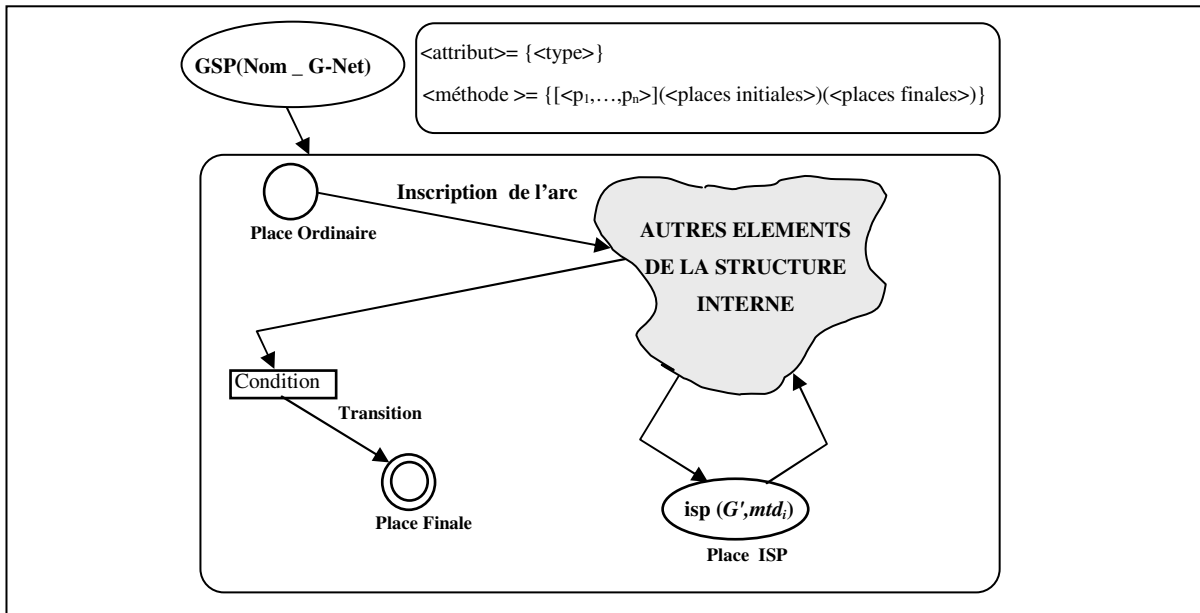 GSP(Nom _ G-Net)
<attribut>= {<type>}
<méthode >= {[<p1,…,pn>](<places initiales>)(<places finales>)}
Place Ordinaire
Inscription de l’arc
AUTRES ELEMENTS
DE LA STRUCTURE
INTERNE
Condition
Transition
Place Finale
isp (G',mtdi)
Place ISP